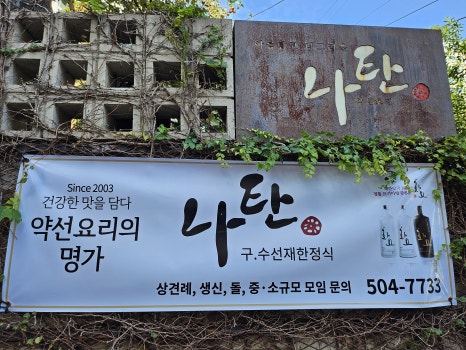 나탄
Since 2003
건강한 맛을 담다
약선요리의
명가
나탄
구.수선재한정식
상견례, 생신, 돌, 중·소규모 모임 문의
504-7733